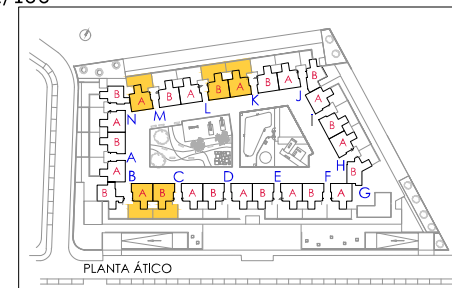 B A B A B A B A B
N M L K J A
A I B
B A
A H
A B C D E F B
B A B A B A B A B A B A G
PLANTA ÁTICO